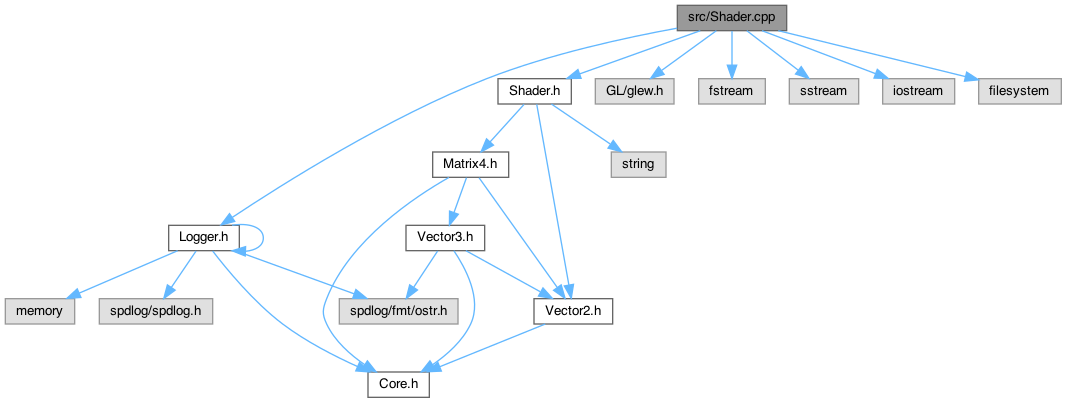 src/Shader.cpp
Shader.h
GL/glew.h
fstream
sstream
iostream
filesystem
Matrix4.h
string
Logger.h
Vector3.h
memory
spdlog/spdlog.h
spdlog/fmt/ostr.h
Vector2.h
Core.h